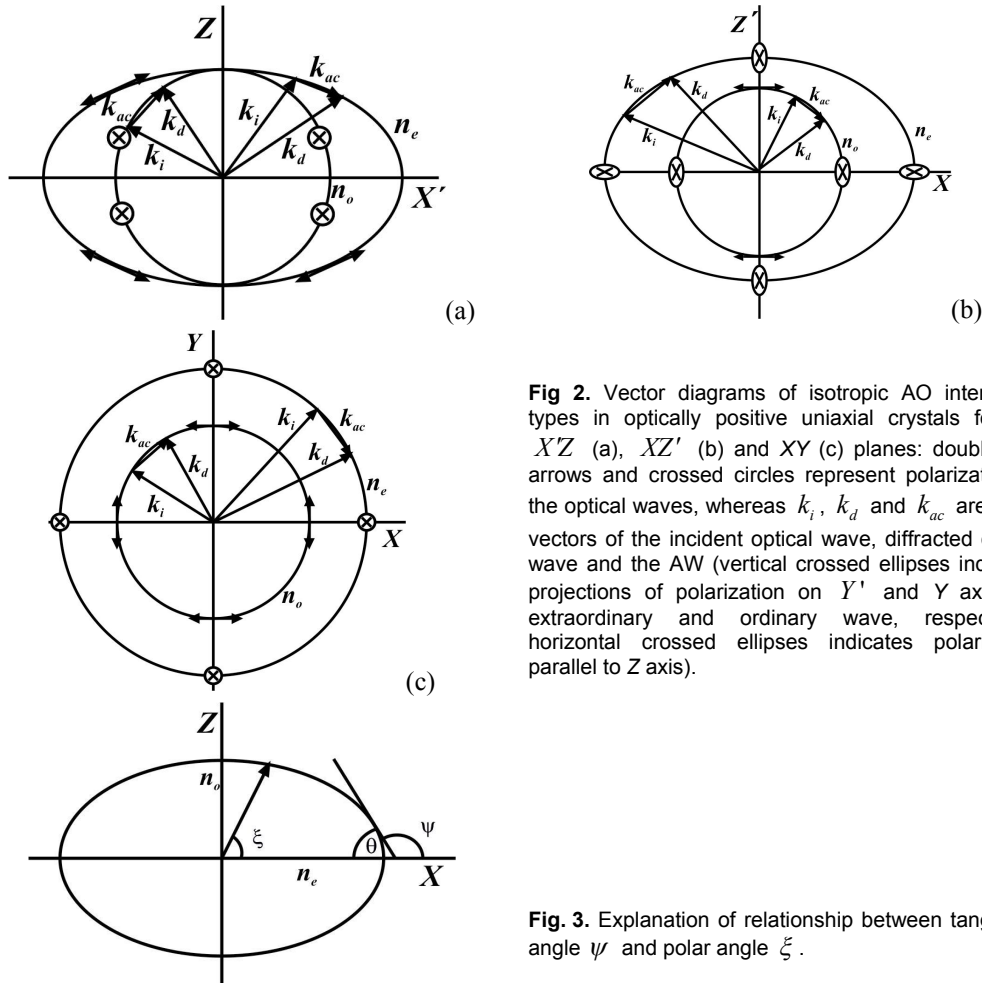 Z
k_ac
k_ac
k_d
k_i
k_i
k_d
n_e
n_o
X′
(a)
Z′
k_ac
k_d
k_ac
k_i
k_i
k_d
n_o
n_e
X
(b)
Y
k_i
k_ac
k_ac
k_d
k_d
k_i
n_e
X
n_o
(c)
Fig 2. Vector diagrams of isotropic AO inter
types in optically positive uniaxial crystals fo
X'Z (a), XZ' (b) and XY (c) planes: doubl
arrows and crossed circles represent polarizat
the optical waves, whereas k_i, k_d and k_ac are
vectors of the incident optical wave, diffracted
wave and the AW (vertical crossed ellipses ind
projections of polarization on Y' and Y ax
extraordinary and ordinary wave, respec
horizontal crossed ellipses indicates polar
parallel to Z axis).
Z
n_o
ξ
θ
ψ
n_e
X
Fig. 3. Explanation of relationship between tang
angle ψ and polar angle ξ .